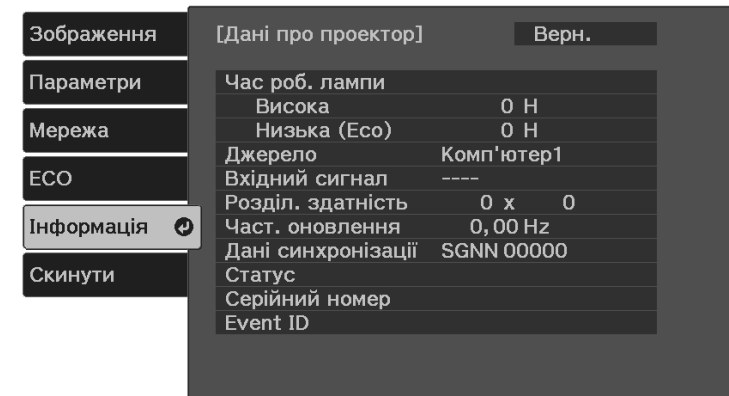 Зображення
Параметри
Мережа
ECO
Інформація
Скинути
[Дані про проектор] Верн.
Час роб. лампи
Висока 0 H
Низька (Eco) 0 H
Джерело Комп'ютер1
Вхідний сигнал ----
Розділ. здатність 0 x 0
Част. оновлення 0,00 Hz
Дані синхронізації SGNN 00000
Статус
Серійний номер
Event ID